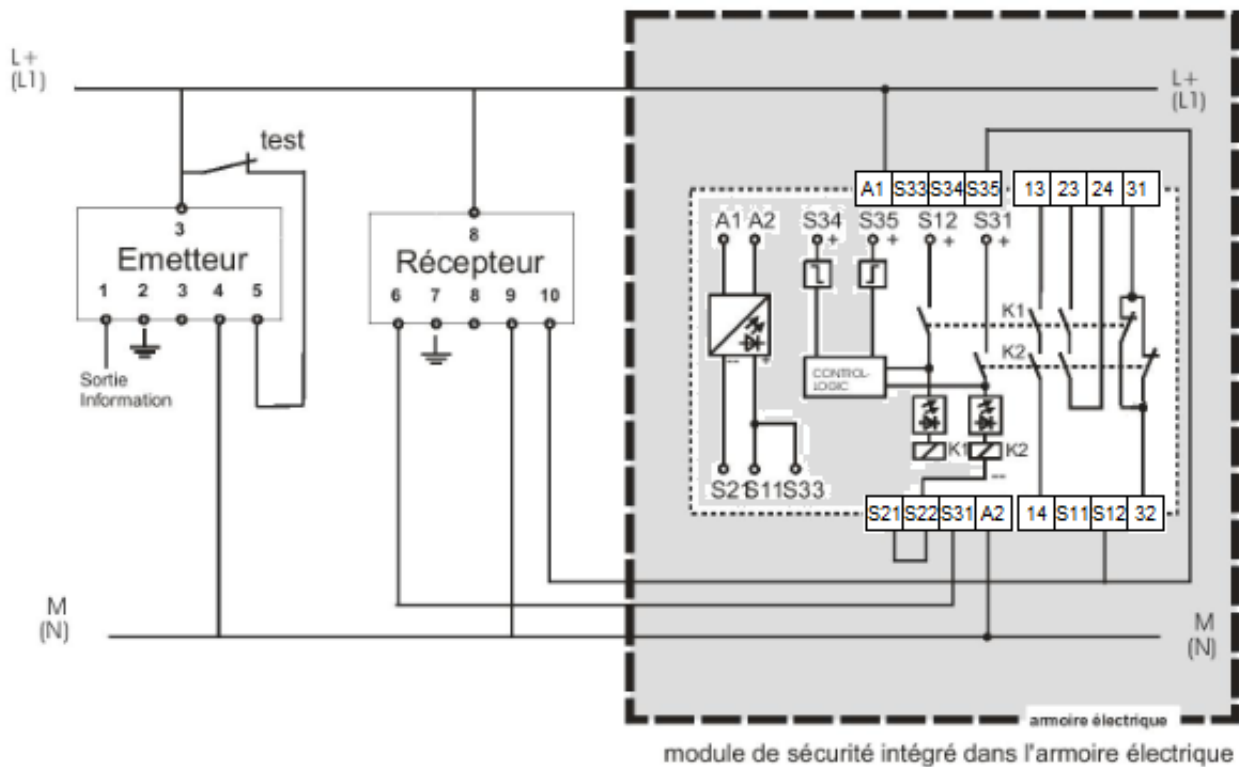 L+
(L1)
L+
(L1)
test
A1 S33 S34 S35 13 23 24 31
3
Emetteur
1 2 3 4 5
Sortie
Information
8
Récepteur
6 7 8 9 10
A1 A2 S34 + S35 + S12 + S31 +
K1
K2
-- +
CONTROL-
LOGIC
K1 K2
--
S21 S11 S33
S21 S22 S31 A2 14 S11 S12 32
M
(N)
M
(N)
armoire électrique
module de sécurité intégré dans l'armoire électrique